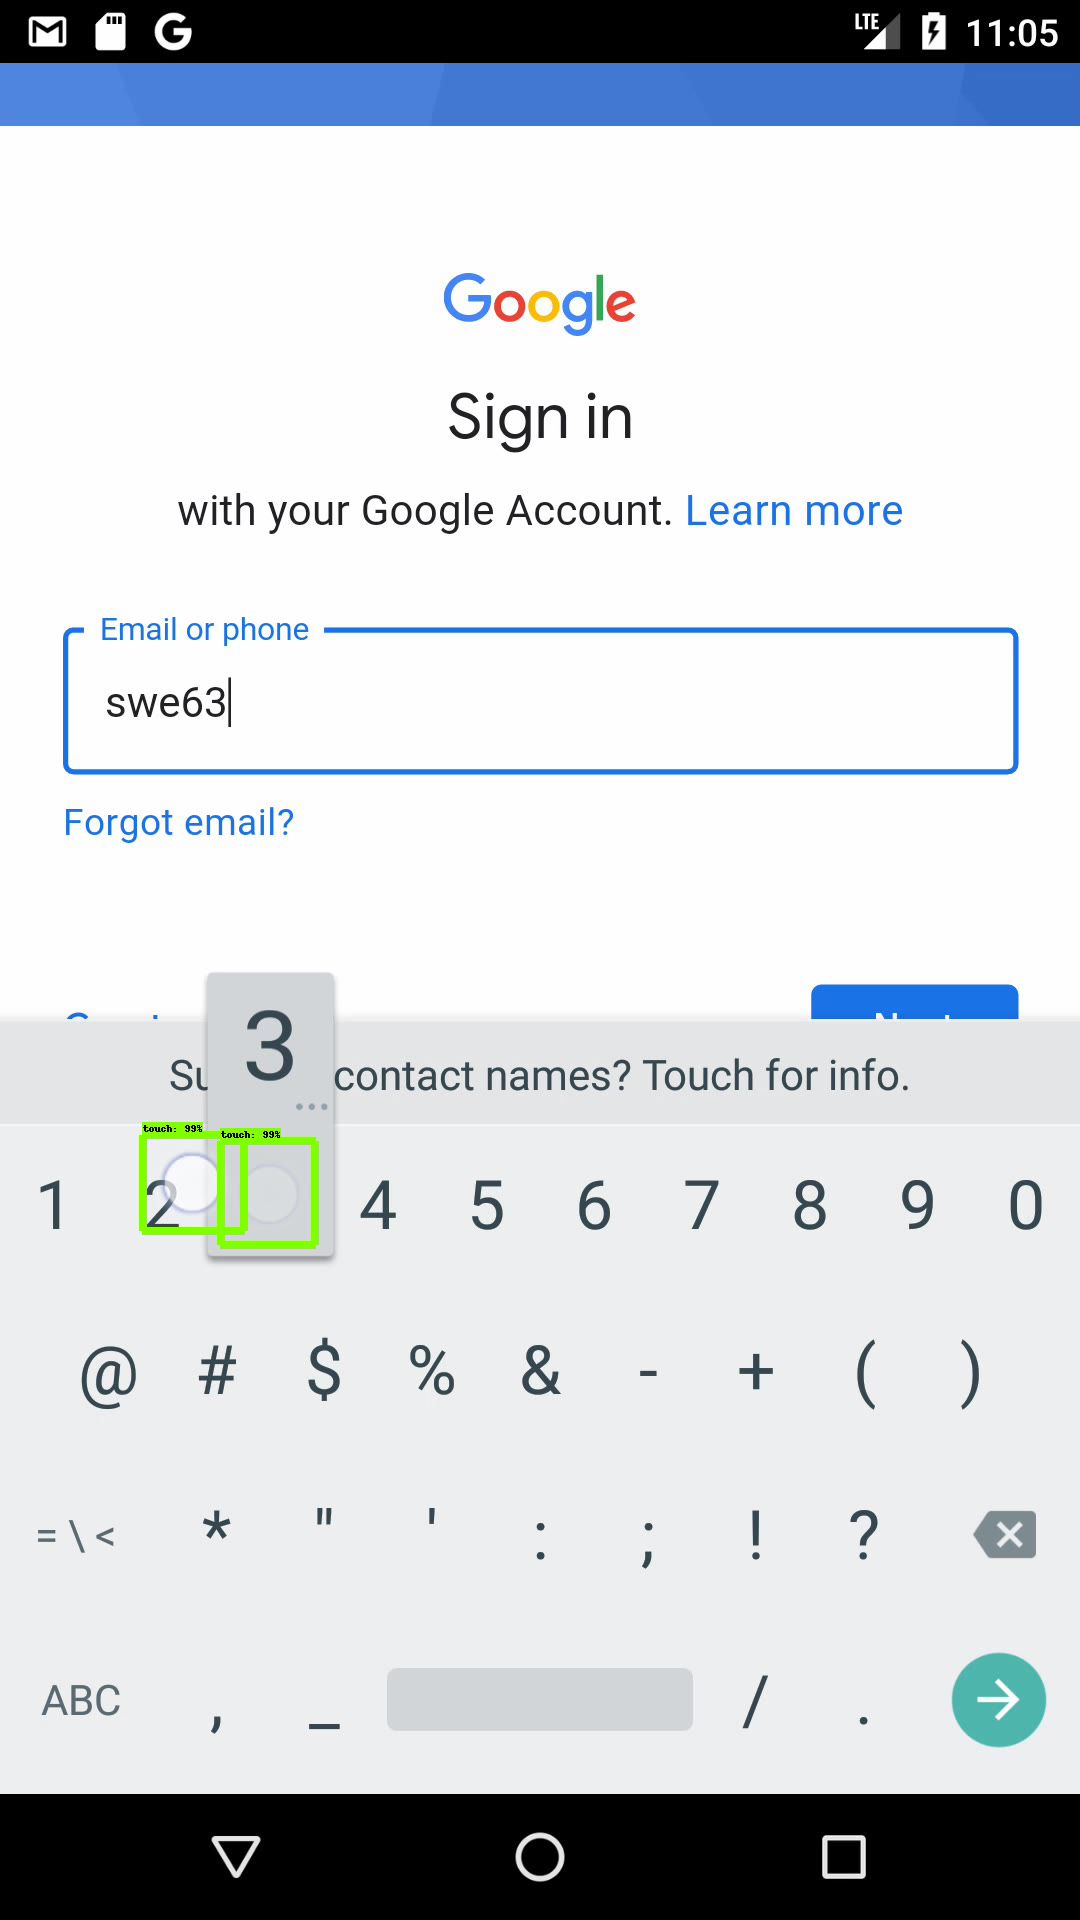 LTE 11:05
Google
Sign in
with your Google Account. Learn more
Email or phone
swe63
Forgot email?
3
contact names? Touch for info.
touch: 99% touch: 99%
1 2 4 5 6 7 8 9 0
@ # $ % & - + ( )
= \ < * " ' : ; ! ?
ABC , _ / .